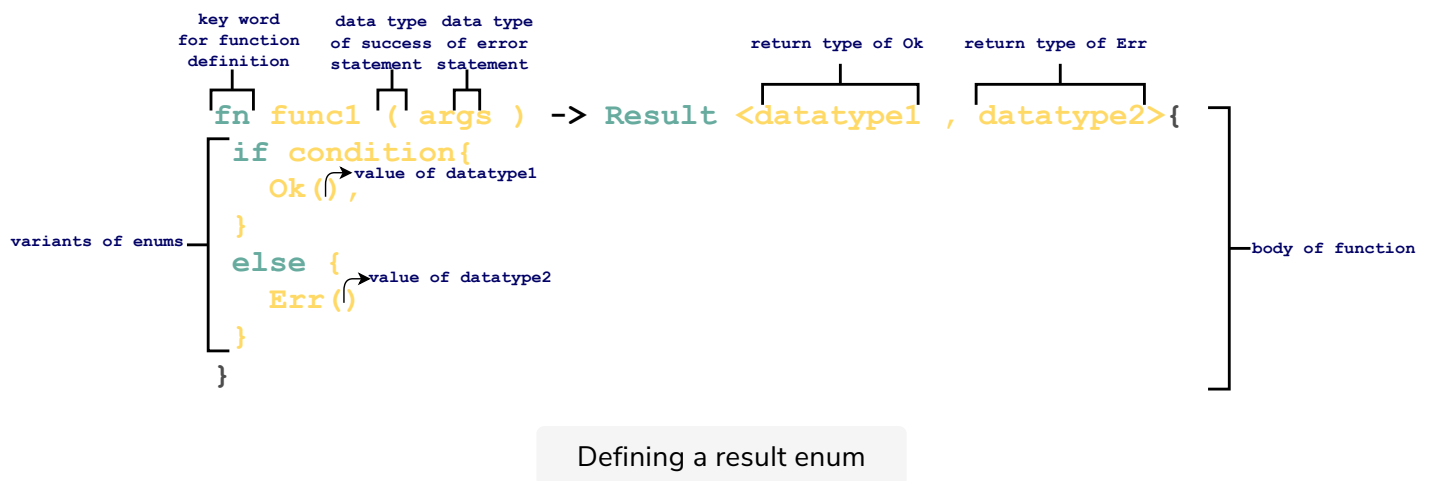 key word
for function
definition
data type
of success
statement
data type
of error
statement
return type of Ok
return type of Err
fn func1 ( args ) -> Result <datatype1 , datatype2>{
if condition{
value of datatype1
Ok(),
}
variants of enums
else {
value of datatype2
Err()
}
}
body of function
Defining a result enum